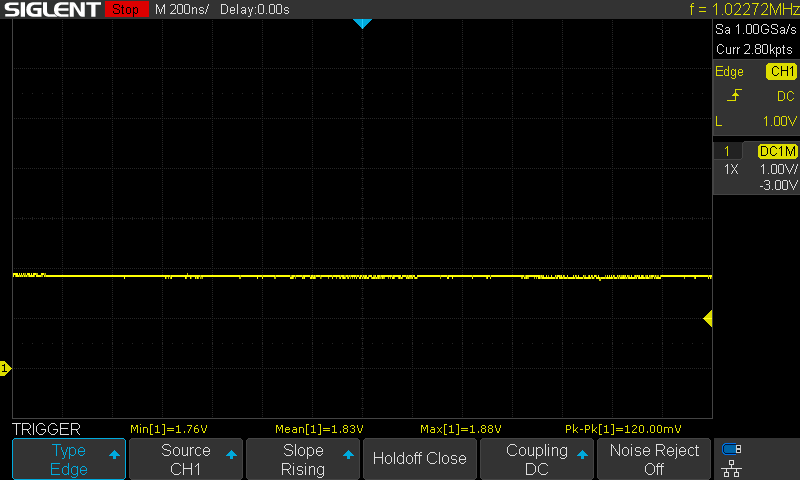 SIGLENT Stop M 200ns/ Delay:0.00s f = 1.02272MHz
Sa 1.00GSa/s
Curr 2.80kpts
Edge CH1
DC
L 1.00V
1 DC1M
1X 1.00V/
-3.00V
1
TRIGGER Min[1]=1.76V Mean[1]=1.83V Max[1]=1.88V Pk-Pk[1]=120.00mV
Type Source Slope Holdoff Close Coupling Noise Reject
Edge CH1 Rising DC Off